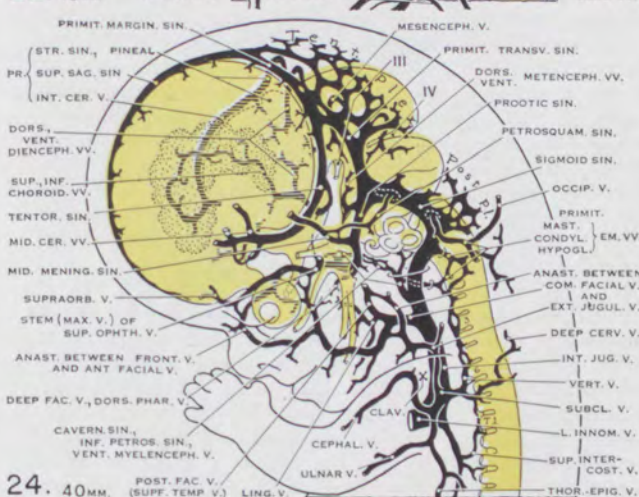 PRIMIT. MARGIN. SIN.
STR. SIN., PINEAL
PR. SUP. SAG. SIN
INT. CER. V.
DORS.,
VENT.
DIENCEPH. VV.
SUP., INF.
CHOROID. VV.
TENTOR. SIN.
MID. CER. VV.
MID. MENING. SIN.
SUPRAORB. V.
STEM (MAX. V.) OF
SUP. OPHTH. V.
ANAST. BETWEEN FRONT. V.
AND ANT FACIAL V.
DEEP FAC. V., DORS. PHAR. V.
CAVERN. SIN.,
INF. PETROS. SIN.,
VENT. MYELENCEPH. V.
24. 40MM.
POST. FAC. V.
(SUPF. TEMP V.)
LING. V.
ULNAR V.
CEPHAL. V.
CLAV.
X
T1
Tent. plex.
III
IV
Post. pl.
MESENCEPH. V.
PRIMIT. TRANSV. SIN.
DORS.
VENT. METENCEPH. VV.
PROOTIC SIN.
PETROSQUAM. SIN.
SIGMOID SIN.
OCCIP. V.
PRIMIT.
MAST.
CONDYL. EM. VV.
HYPOGL.
ANAST. BETWEEN
COM. FACIAL V.
AND
EXT. JUGUL. V.
DEEP CERV. V.
INT. JUG. V.
VERT. V.
SUBCL. V.
L. INNOM. V.
SUP. INTER-
COST. V.
THOR.-EPIG. V.